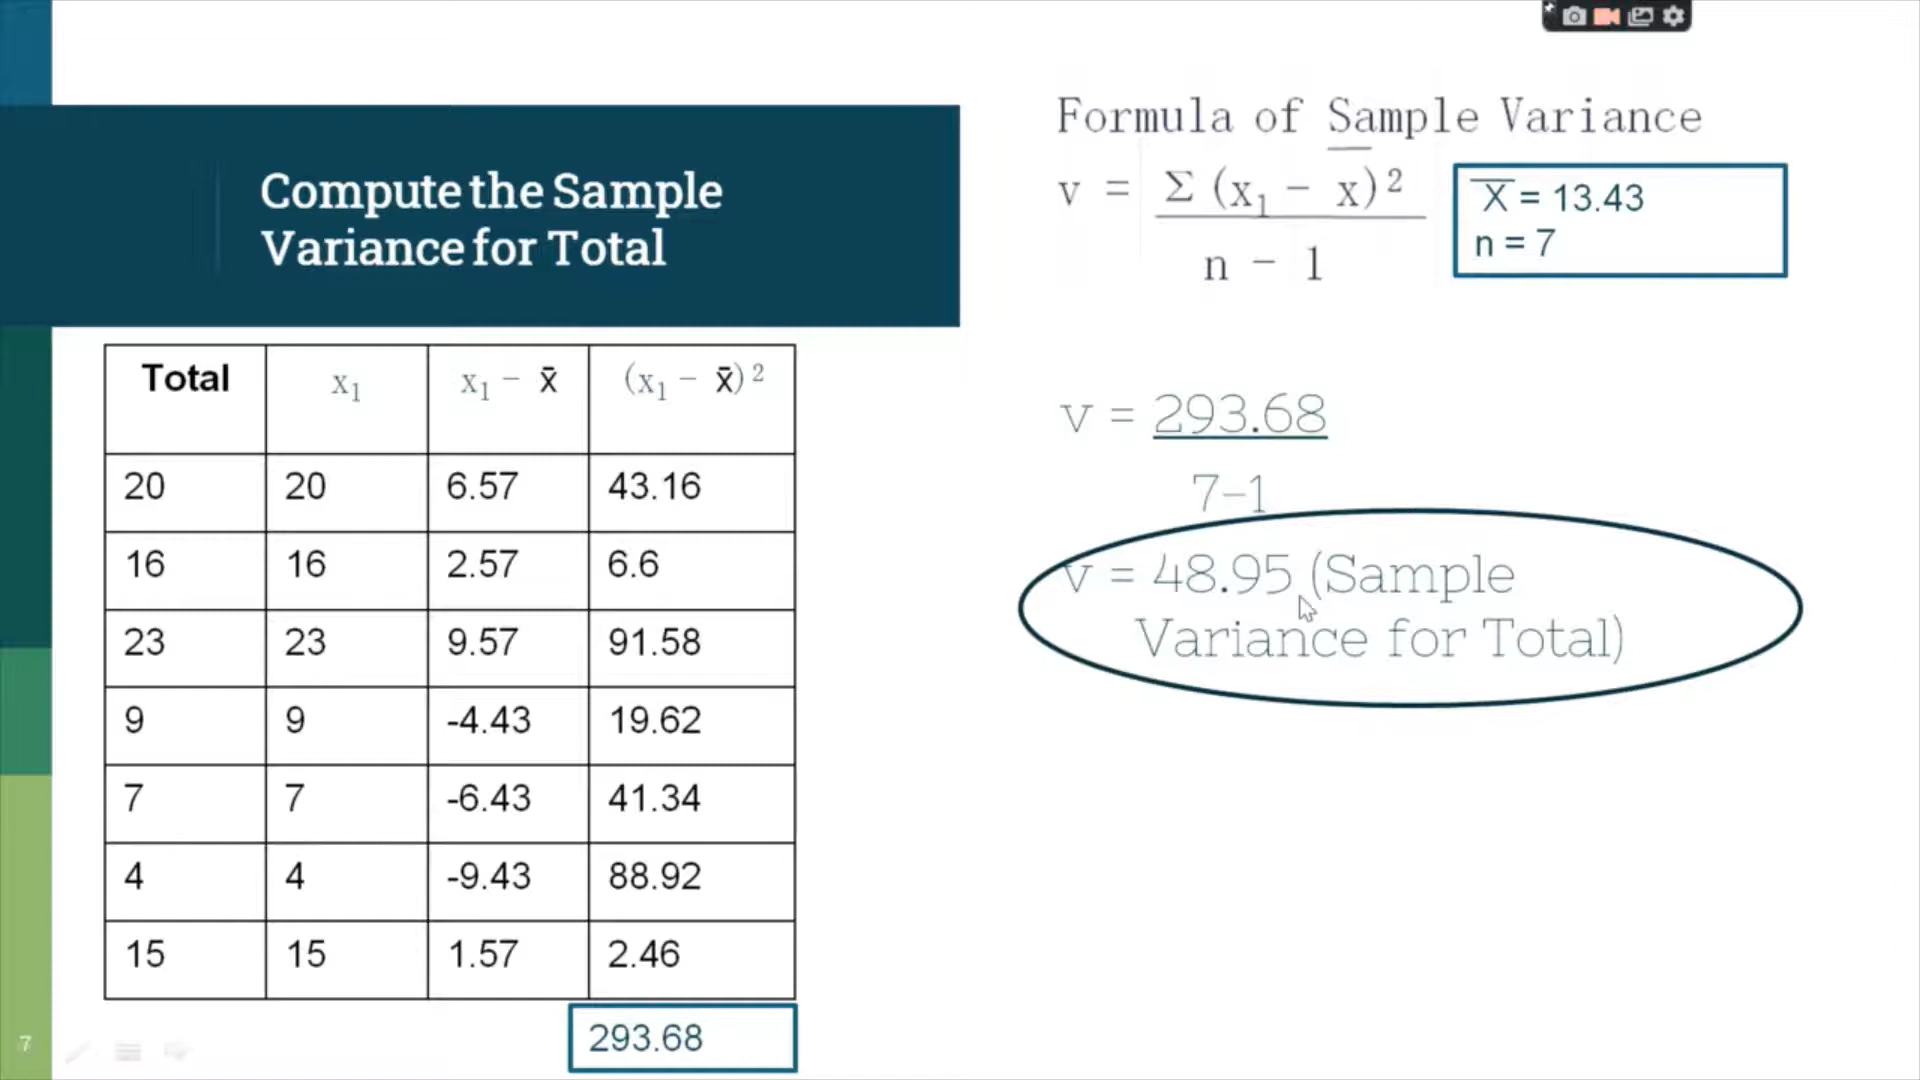 Compute the Sample
Variance for Total
Formula of Sample Variance
v = Σ (x₁ − x̄)²
n − 1
X̄ = 13.43
n = 7
v = 293.68
7-1
v = 48.95 (Sample
Variance for Total)
Total x₁ x₁ − x̄ (x₁ − x̄)²
20 20 6.57 43.16
16 16 2.57 6.6
23 23 9.57 91.58
9 9 -4.43 19.62
7 7 -6.43 41.34
4 4 -9.43 88.92
15 15 1.57 2.46
293.68
7